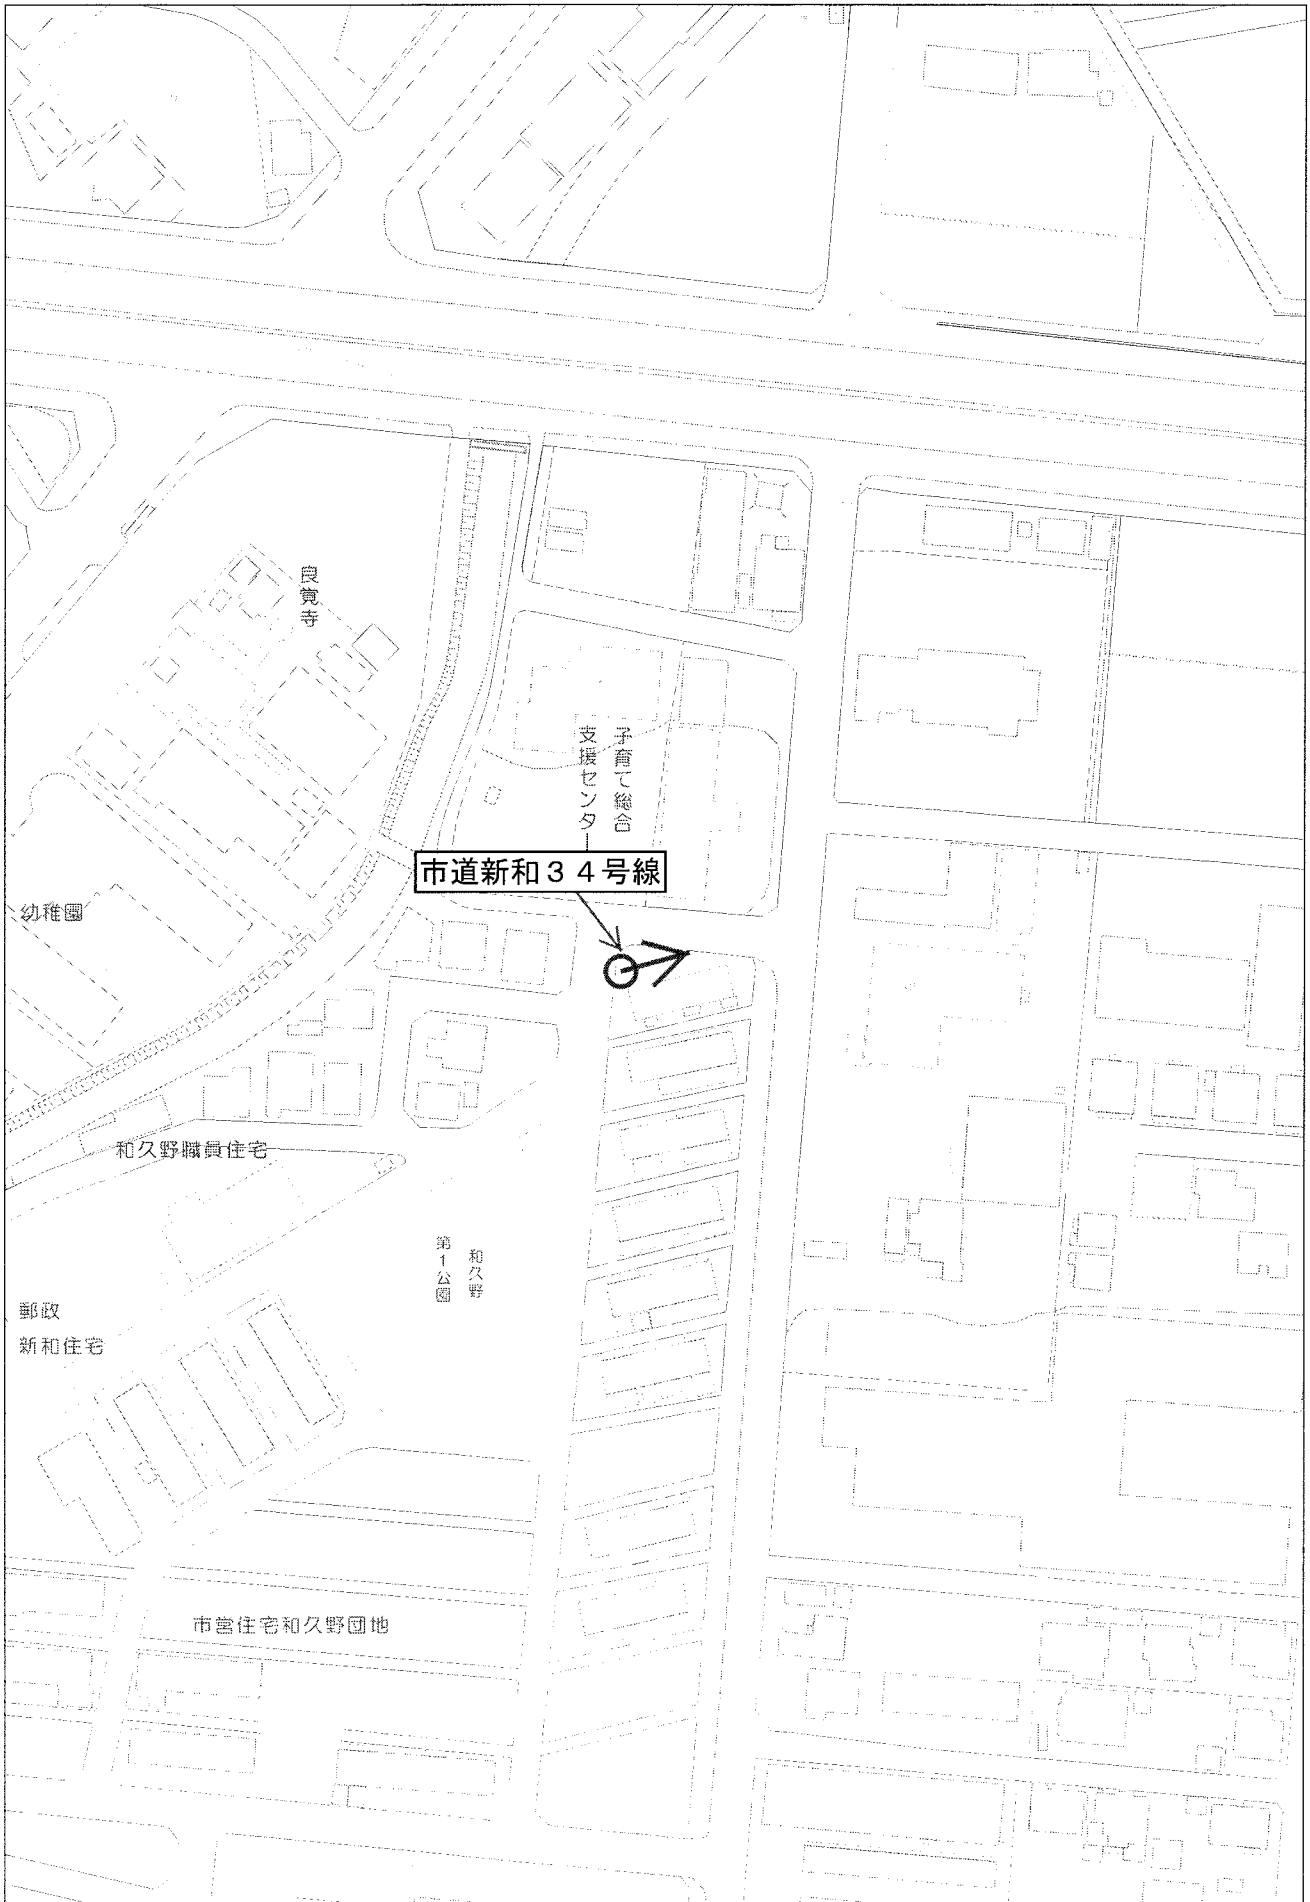 良覚寺
子育て総合
支援センター
市道新和３４号線
幼稚園
和久野職員住宅
和久野
第1公園
郵政
新和住宅
市営住宅和久野団地